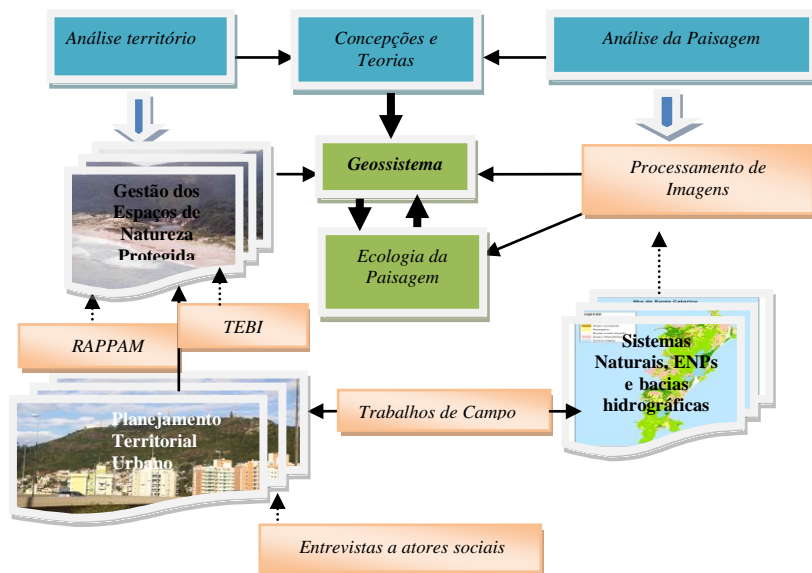 Análise território
Concepções e
Teorias
Análise da Paisagem
Geossistema
Processamento de
Imagens
Gestão dos
Espaços de
Natureza
Protegida
Ecologia da
Paisagem
RAPPAM
TEBI
Sistemas
Naturais, ENPs
e bacias
hidrográficas
Planejamento
Territorial
Urbano
Trabalhos de Campo
Entrevistas a atores sociais